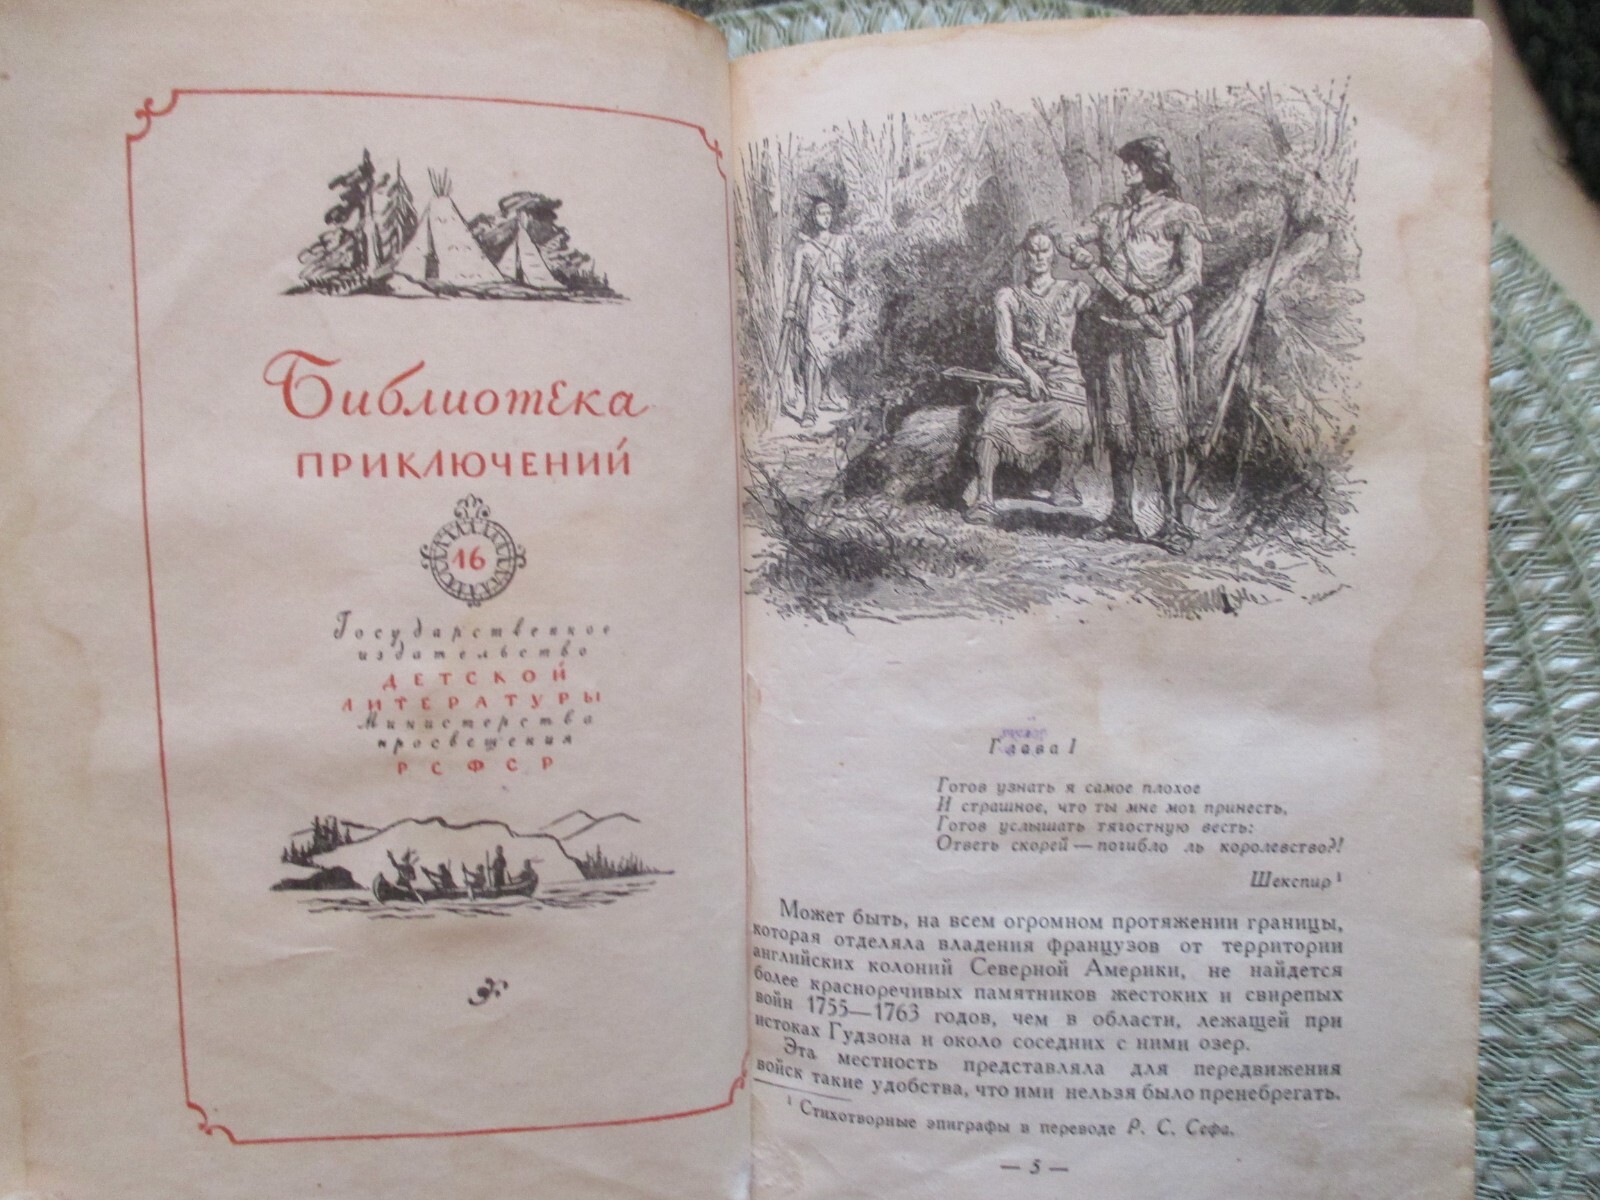 Библиотека
ПРИКЛЮЧЕНИЙ
16
Государственное
издательство
ДЕТСКОЙ
ЛИТЕРАТУРЫ
Министерства
просвещения
РСФСР
Глава I
Готов узнать я самое плохое
И страшное, что ты мне мог принесть,
Готов услышать тягостную весть:
Ответь скорей — погибло ль королевство?!
Шекспир ¹
Может быть, на всем огромном протяжении границы,
которая отделяла владения французов от территории
английских колоний Северной Америки, не найдется
более красноречивых памятников жестоких и свирепых
войн 1755—1763 годов, чем в области, лежащей при
истоках Гудзона и около соседних с ними озер.
Эта местность представляла для передвижения
войск такие удобства, что ими нельзя было пренебрегать.
¹ Стихотворные эпиграфы в переводе Р. С. Сефа.
— 5 —